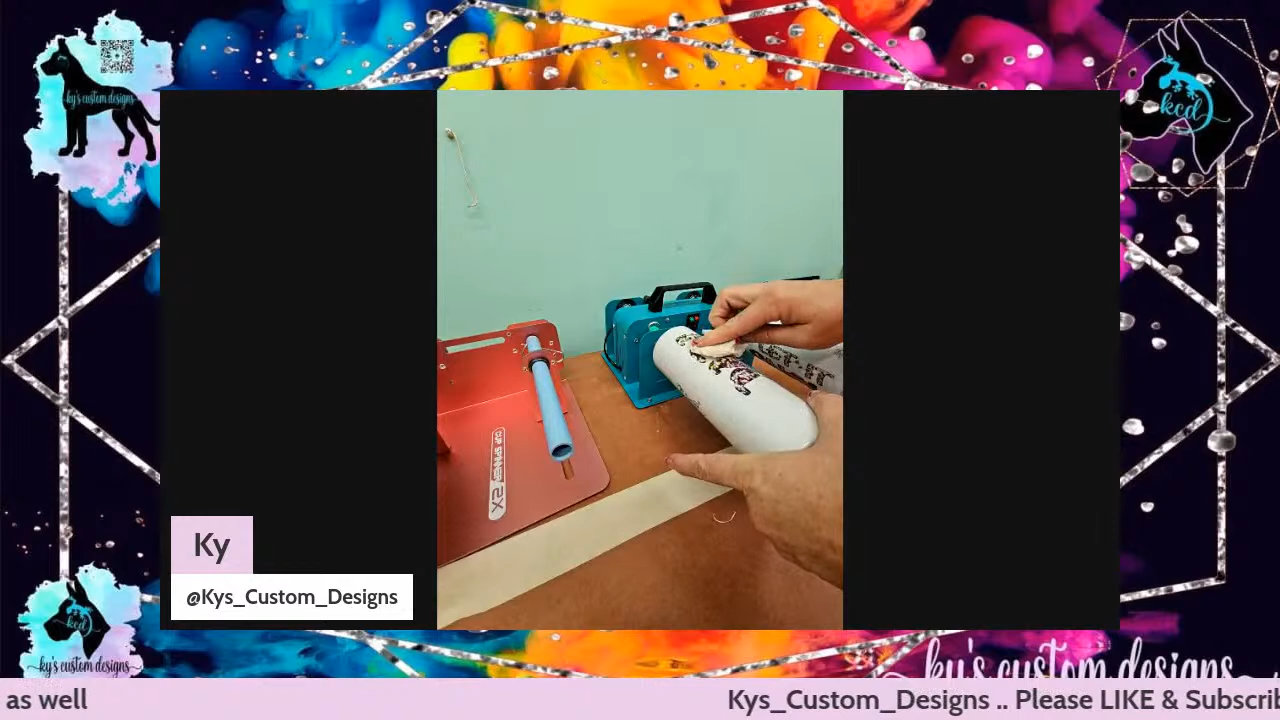 ky's custom designs
kcd
CUP SPINNER 2X
Ky
@Kys_Custom_Designs
kcd
ky's custom designs
ky's custom designs
as well
Kys_Custom_Designs .. Please LIKE & Subscrib